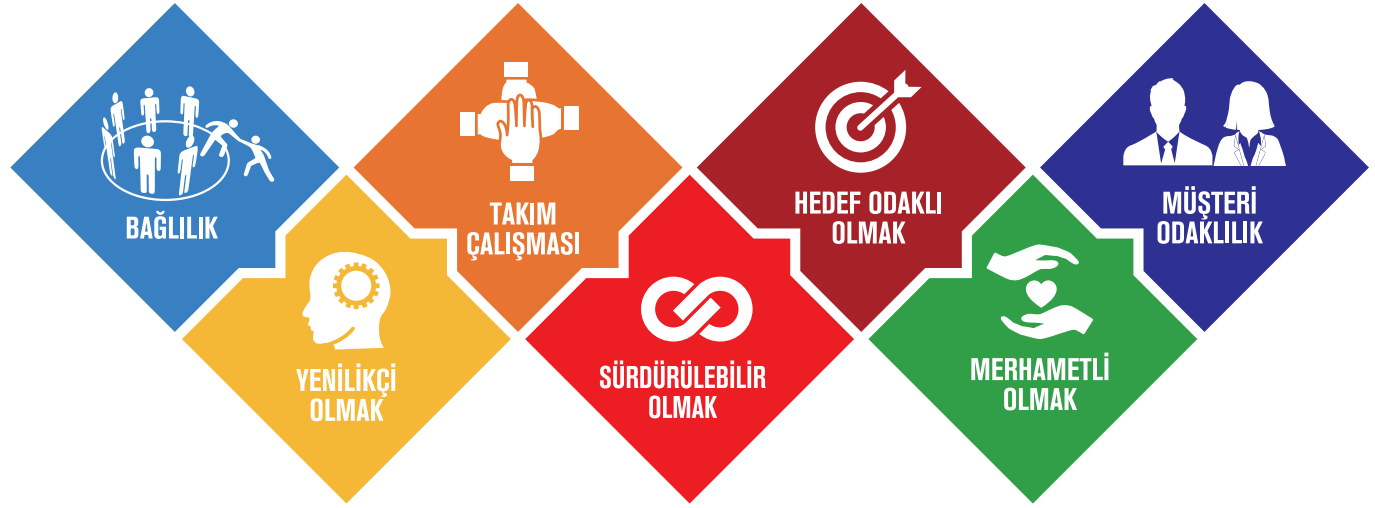 BAĞLILIK
YENİLİKÇİ
OLMAK
TAKIM
ÇALIŞMASI
SÜRDÜRÜLEBİLİR
OLMAK
HEDEF ODAKLI
OLMAK
MERHAMETLİ
OLMAK
MÜŞTERİ
ODAKLILIK